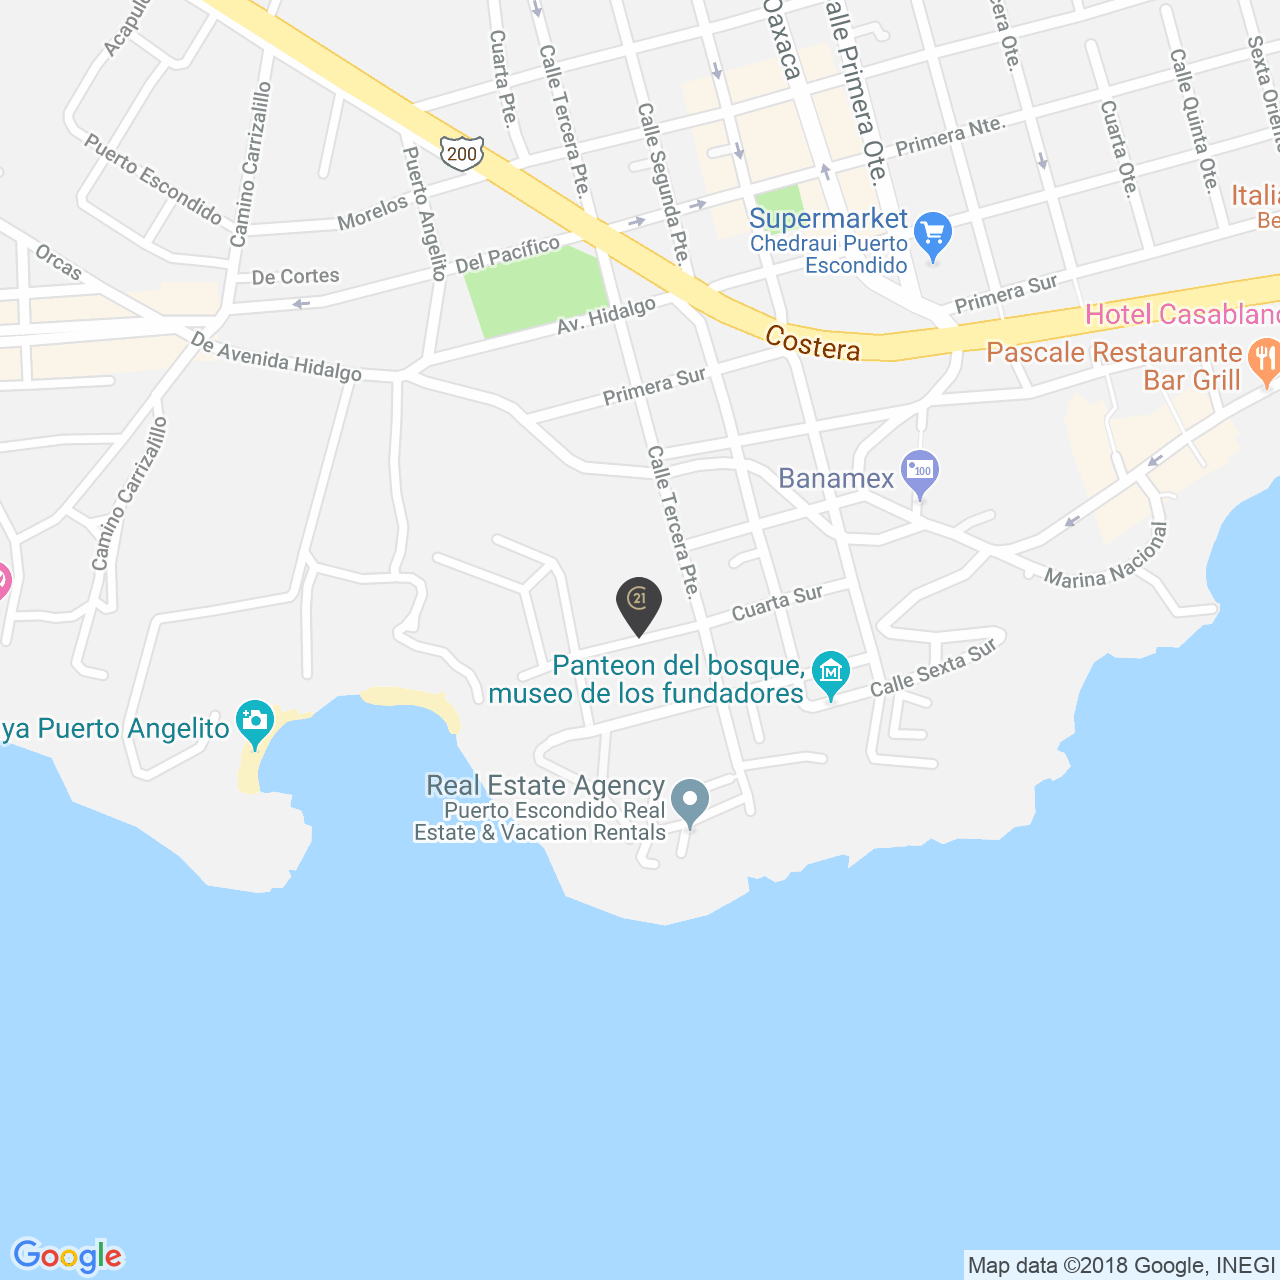 Acapulco
Oaxaca
Calle Primera Ote.
Tercera Ote.
Sexta Oriente
Cuarta Pte.
Calle Tercera Pte.
Calle Quinta Ote.
Cuarta Ote.
Camino Carrizalillo
200
Calle Segunda Pte.
Primera Nte.
Puerto Escondido
Puerto Angelito
Morelos
Italia
Be
Supermarket
Chedraui Puerto
Escondido
Orcas
De Cortes
Del Pacífico
Av. Hidalgo
Primera Sur
Hotel Casablanc
Costera
De Avenida Hidalgo
Pascale Restaurante
Bar Grill
Primera Sur
Camino Carrizalillo
Calle Tercera Pte.
Banamex
100
Marina Nacional
21
Cuarta Sur
Panteon del bosque,
museo de los fundadores
M
Calle Sexta Sur
ya Puerto Angelito
Real Estate Agency
Puerto Escondido Real
Estate & Vacation Rentals
Google
Map data ©2018 Google, INEGI